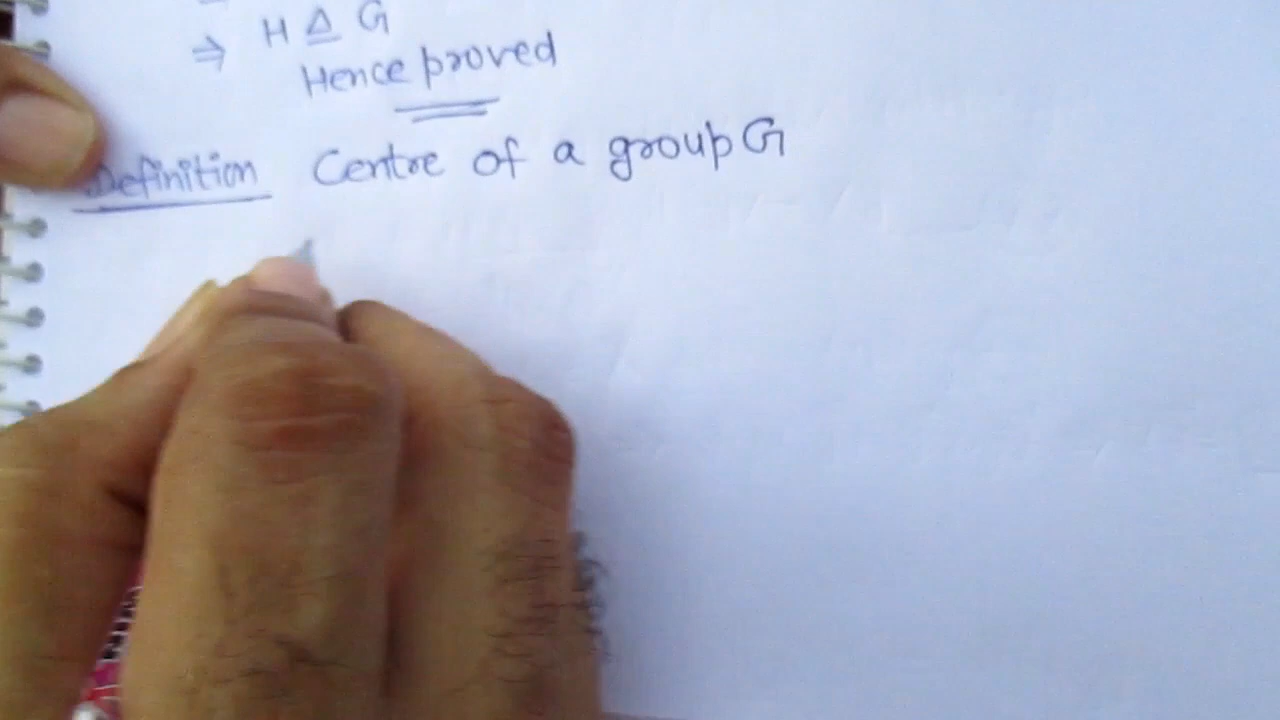 ⇒ H ⊴ G
Hence proved
Definition Centre of a group G